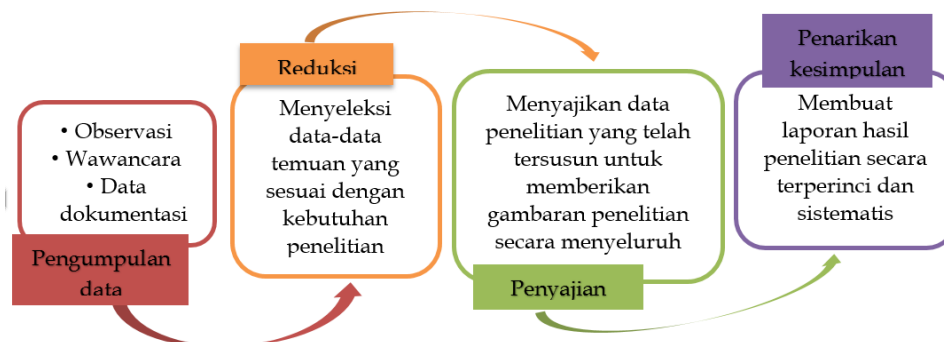 • Observasi
• Wawancara
• Data
dokumentasi
Pengumpulan
data
Reduksi
Menyeleksi
data-data
temuan yang
sesuai dengan
kebutuhan
penelitian
Menyajikan data
penelitian yang telah
tersusun untuk
memberikan
gambaran penelitian
secara menyeluruh
Penyajian
Penarikan
kesimpulan
Membuat
laporan hasil
penelitian secara
terperinci dan
sistematis